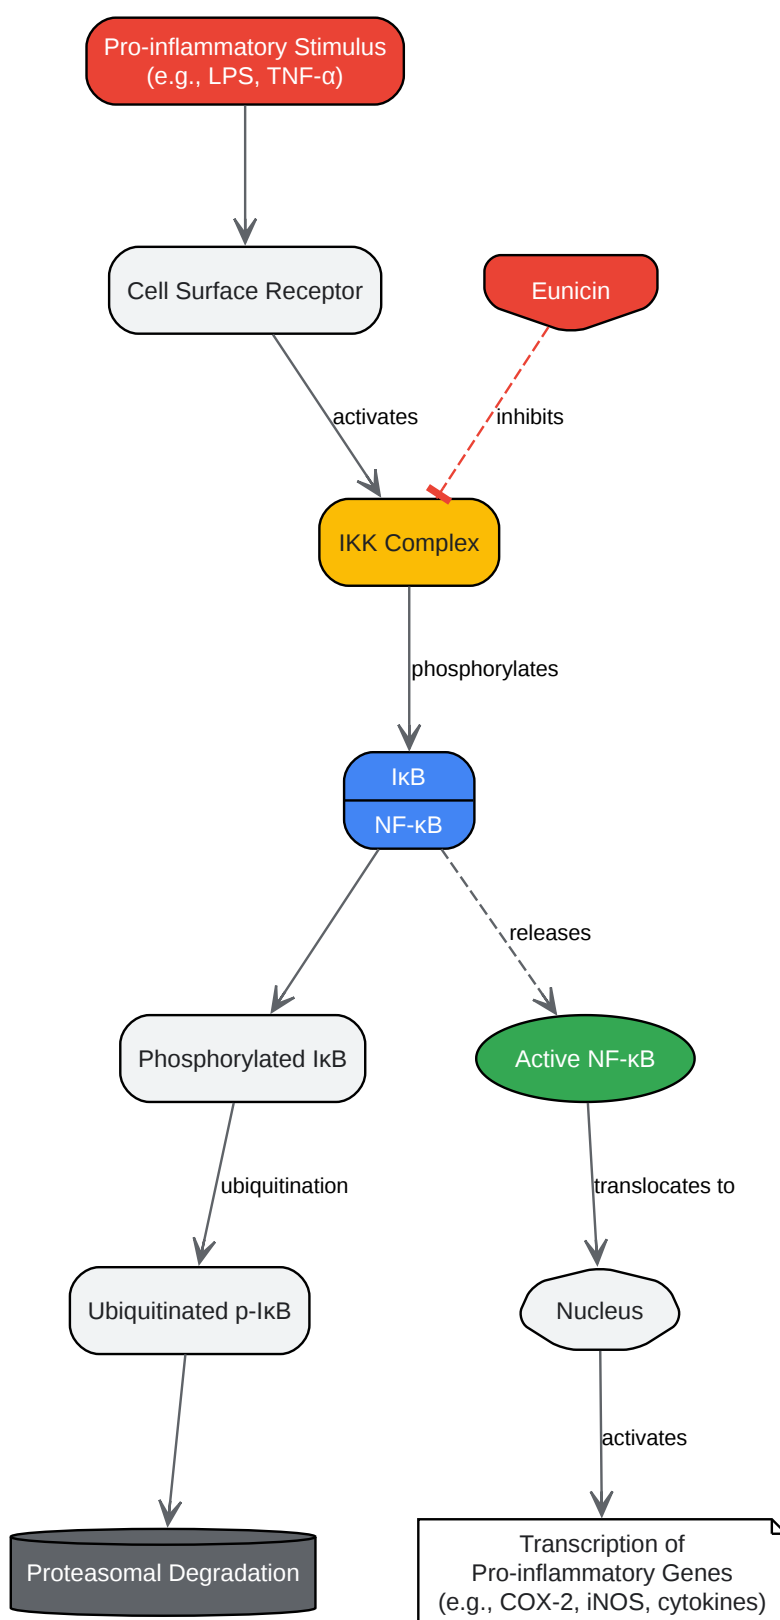 Pro-inflammatory Stimulus
(e.g., LPS, TNF-α)
Cell Surface Receptor
Eunicin
activates
inhibits
IKK Complex
phosphorylates
IκB
NF-κB
releases
Phosphorylated IκB
Active NF-κB
ubiquitination
translocates to
Ubiquitinated p-IκB
Nucleus
activates
Proteasomal Degradation
Transcription of
Pro-inflammatory Genes
(e.g., COX-2, iNOS, cytokines)